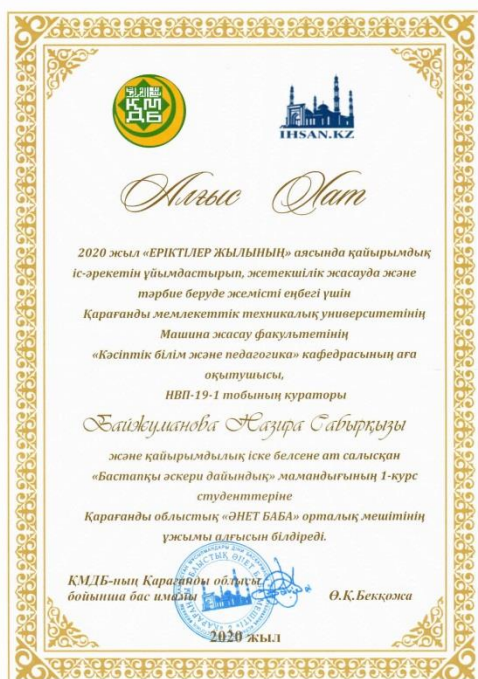 ҚМ
ДБ
IHSAN.KZ
Алғыс Хат
2020 жыл «ЕРІКТІЛЕР ЖЫЛЫНЫҢ» аясында қайырымдық
іс-әрекетін ұйымдастырып, жетекшілік жасауда және
тәрбие беруде жемісті еңбегі үшін
Қарағанды мемлекеттік техникалық университетінің
Машина жасау факультетінің
«Кәсіптік білім және педагогика» кафедрасының аға
оқытушысы,
НВП-19-1 тобының кураторы
Байжуманова Назира Сабырқызы
және қайырымдылық іске белсене ат салысқан
«Бастапқы әскери дайындық» мамандығының 1-курс
студенттеріне
Қарағанды облыстық «ӘНЕТ БАБА» орталық мешітінің
ұжымы алғысын білдіреді.
ҚМДБ-ның Қарағанды облысы
бойынша бас имамы Ө.Қ.Бекқожа
2020 жыл